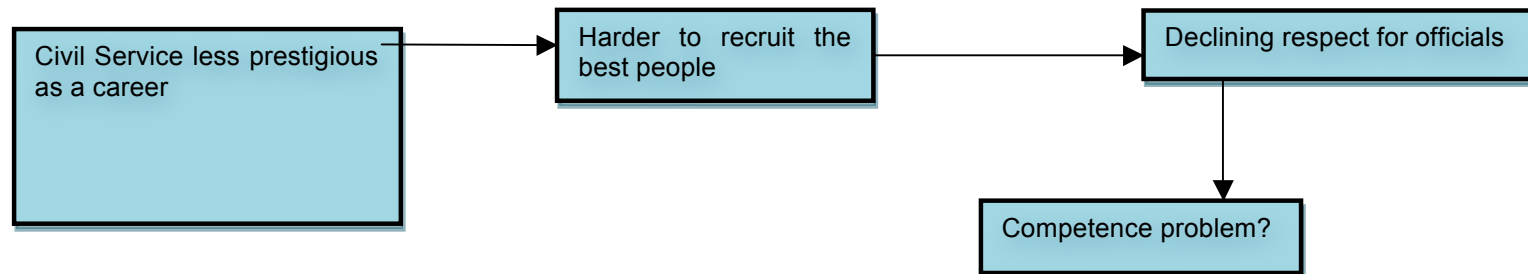 Civil Service less prestigious
as a career
Harder to recruit the
best people
Declining respect for officials
Competence problem?